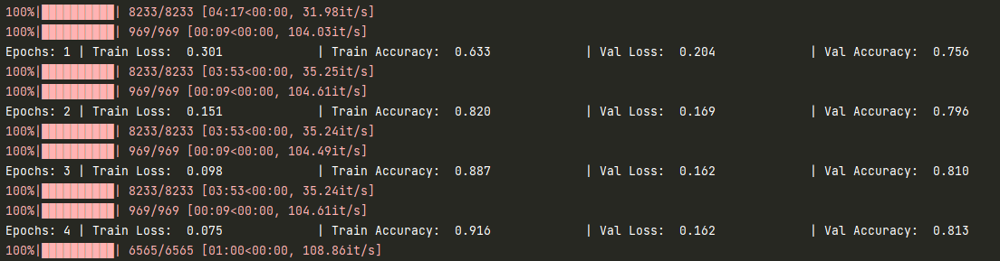 100%|██████████| 8233/8233 [04:17<00:00, 31.98it/s]
100%|██████████| 969/969 [00:09<00:00, 104.03it/s]
Epochs: 1 | Train Loss:  0.301             | Train Accuracy:  0.633             | Val Loss:  0.204             | Val Accuracy:  0.756
100%|██████████| 8233/8233 [03:53<00:00, 35.25it/s]
100%|██████████| 969/969 [00:09<00:00, 104.61it/s]
Epochs: 2 | Train Loss:  0.151             | Train Accuracy:  0.820             | Val Loss:  0.169             | Val Accuracy:  0.796
100%|██████████| 8233/8233 [03:53<00:00, 35.24it/s]
100%|██████████| 969/969 [00:09<00:00, 104.49it/s]
Epochs: 3 | Train Loss:  0.098             | Train Accuracy:  0.887             | Val Loss:  0.162             | Val Accuracy:  0.810
100%|██████████| 8233/8233 [03:53<00:00, 35.24it/s]
100%|██████████| 969/969 [00:09<00:00, 104.61it/s]
Epochs: 4 | Train Loss:  0.075             | Train Accuracy:  0.916             | Val Loss:  0.162             | Val Accuracy:  0.813
100%|██████████| 6565/6565 [01:00<00:00, 108.86it/s]